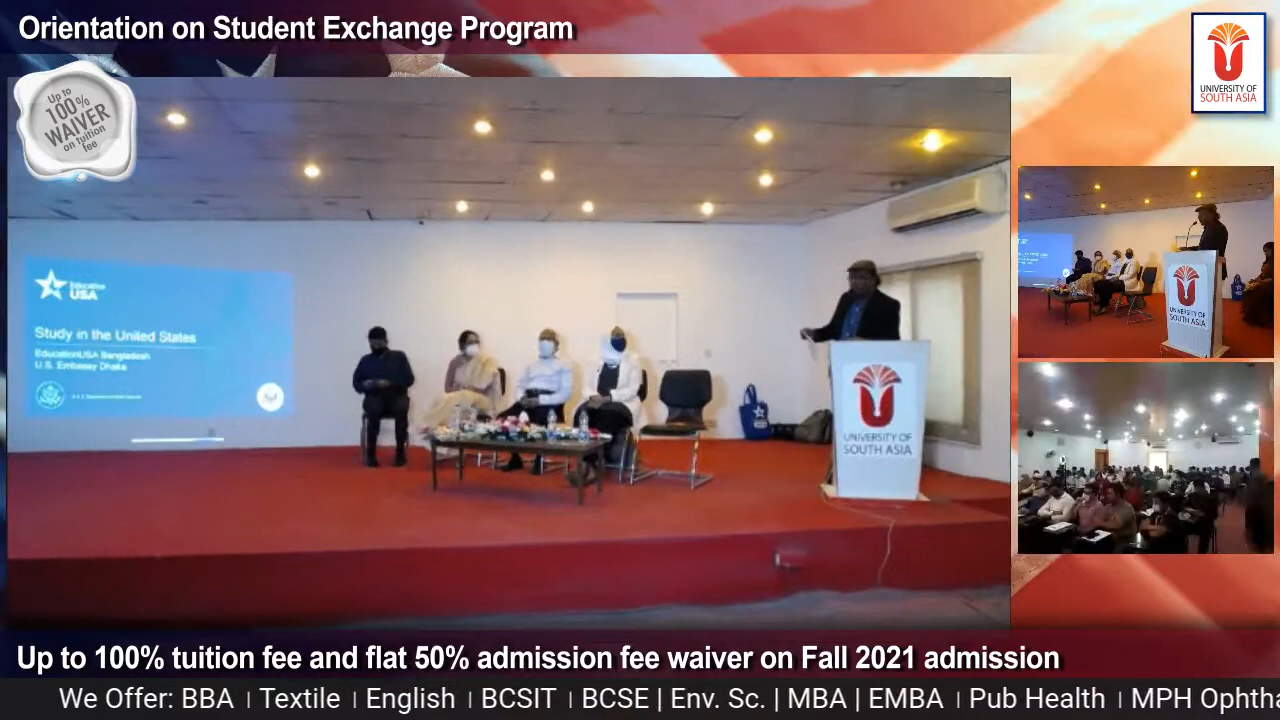 Orientation on Student Exchange Program
UNIVERSITY OF
SOUTH ASIA
Up to
100%
WAIVER
on tuition
fee
Education
USA
Study in the United States
EducationUSA Bangladesh
U.S. Embassy Dhaka
UNIVERSITY OF
SOUTH ASIA
UNIVERSITY OF
SOUTH ASIA
Up to 100% tuition fee and flat 50% admission fee waiver on Fall 2021 admission
We Offer: BBA | Textile | English | BCSIT | BCSE | Env. Sc. | MBA | EMBA | Pub Health | MPH Ophtha